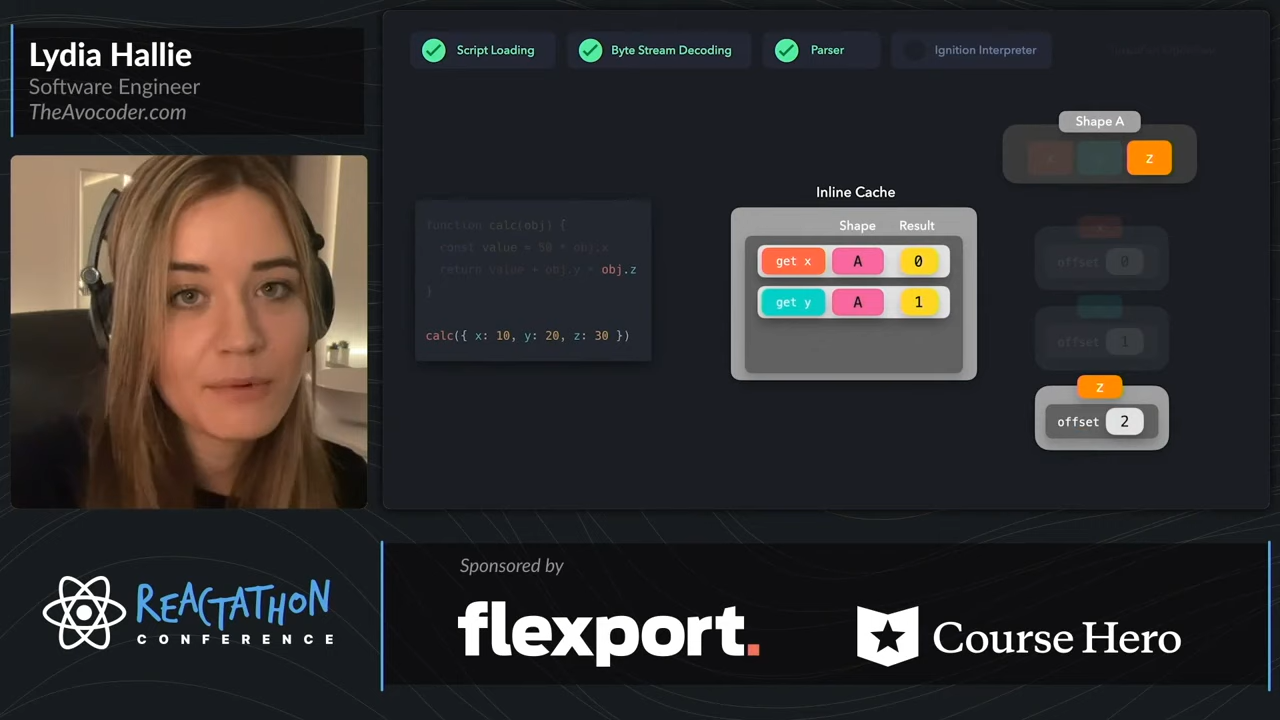 Lydia Hallie
Software Engineer
TheAvocoder.com
Script Loading
Byte Stream Decoding
Parser
Ignition Interpreter
Shape A
z
function calc(obj) {
const value = 50 * obj.x
return value + obj.y * obj.z
}
calc({ x: 10, y: 20, z: 30 })
Inline Cache
Shape Result
get x A 0
get y A 1
offset 0
offset 1
z
offset 2
REACTATHON
CONFERENCE
Sponsored by
flexport.
Course Hero